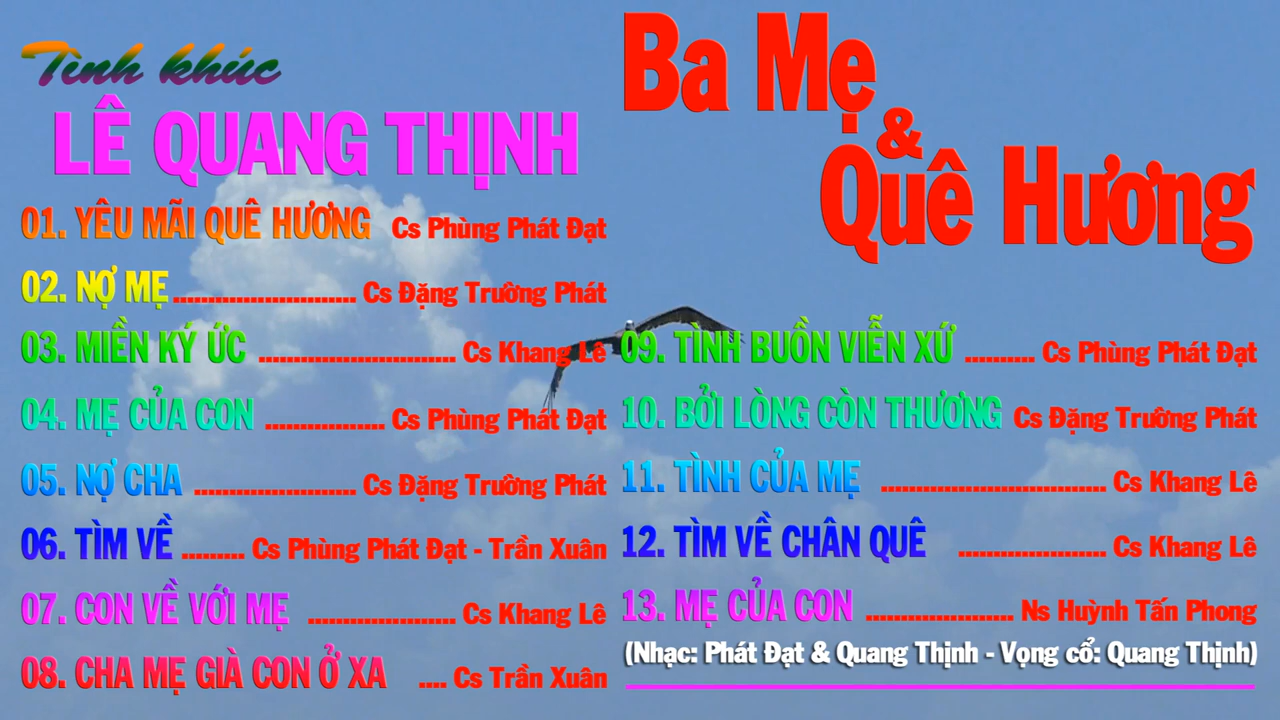 Tình khúc
LÊ QUANG THỊNH
Ba Mẹ
&
Quê Hương
01. YÊU MÃI QUÊ HƯƠNG Cs Phùng Phát Đạt
02. NỢ MẸ .......................... Cs Đặng Trường Phát
03. MIỀN KÝ ỨC ............................ Cs Khang Lê
04. MẸ CỦA CON ................. Cs Phùng Phát Đạt
05. NỢ CHA ....................... Cs Đặng Trường Phát
06. TÌM VỀ ......... Cs Phùng Phát Đạt - Trần Xuân
07. CON VỀ VỚI MẸ ..................... Cs Khang Lê
08. CHA MẸ GIÀ CON Ở XA .... Cs Trần Xuân
09. TÌNH BUỒN VIỄN XỨ .......... Cs Phùng Phát Đạt
10. BỞI LÒNG CÒN THƯƠNG Cs Đặng Trường Phát
11. TÌNH CỦA MẸ ................................ Cs Khang Lê
12. TÌM VỀ CHÂN QUÊ ..................... Cs Khang Lê
13. MẸ CỦA CON ..................... Ns Huỳnh Tấn Phong
(Nhạc: Phát Đạt & Quang Thịnh - Vọng cổ: Quang Thịnh)